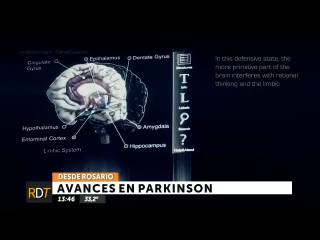 Cingulate
Gyrus
Epithalamus
Dentate Gyrus
In this defensive state, the
more primitive part of the
brain interferes with rational
thinking and the limbic
T
L
?
Hypothalamus
Amygdala
Entorhinal Cortex
Hippocampus
Limbic System
DESDE ROSARIO
RDT
AVANCES EN PARKINSON
13:46
33,2°